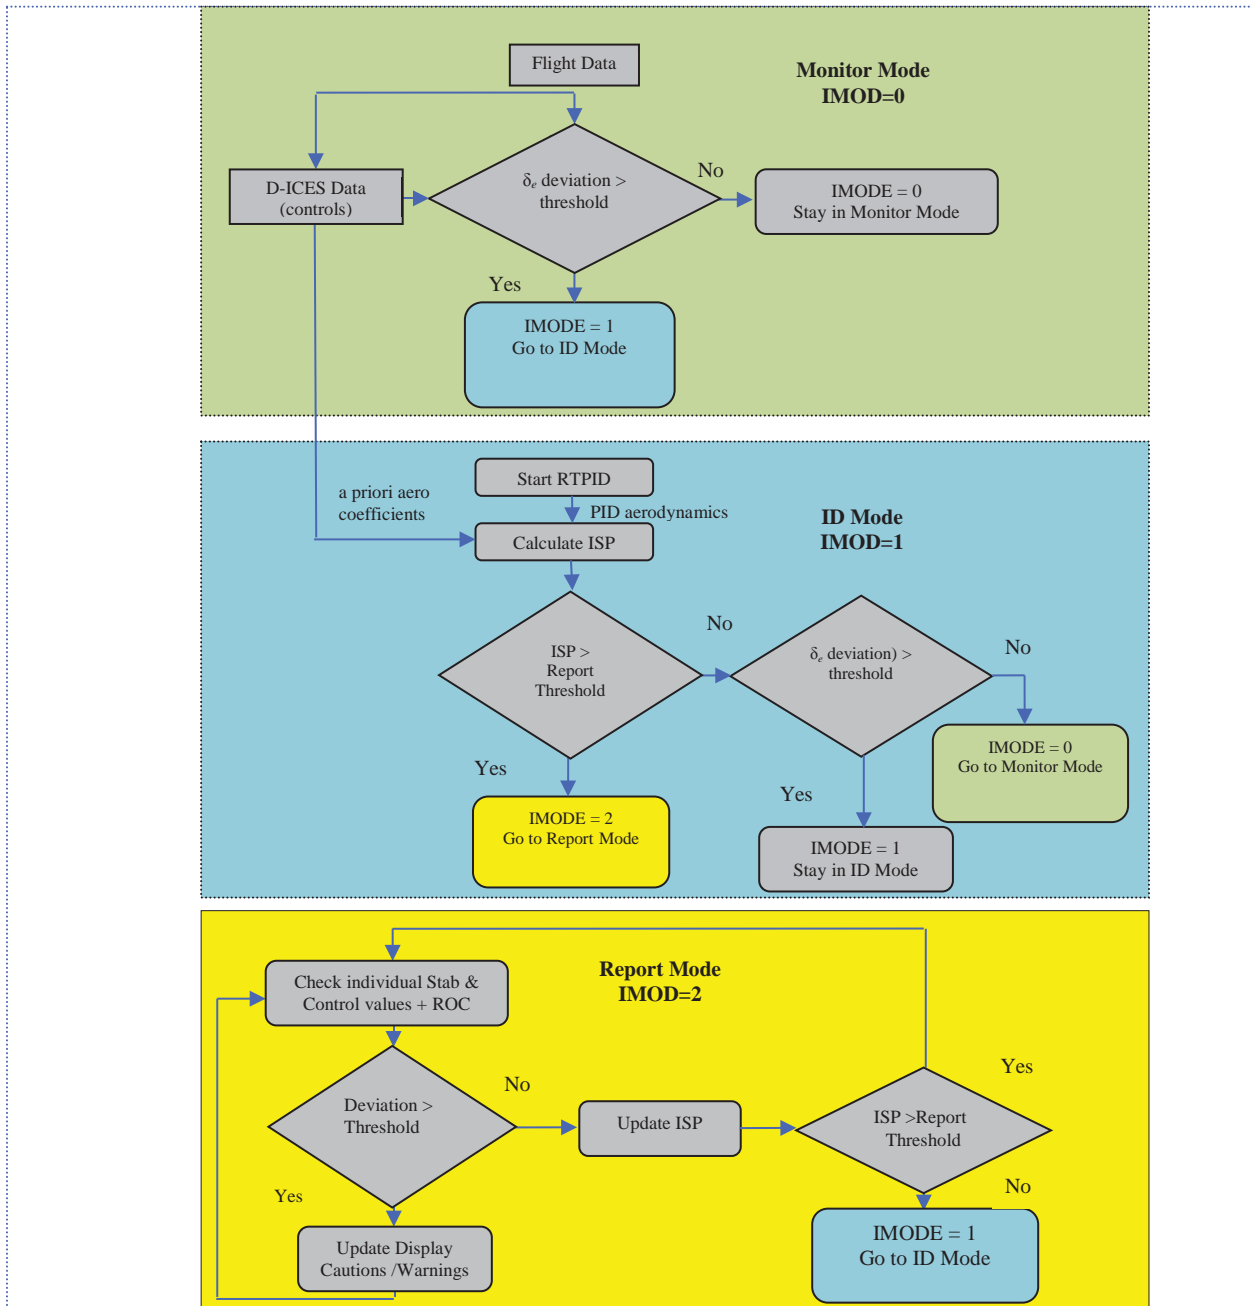 Flight Data
Monitor Mode
IMOD=0
D-ICES Data
(controls)
δe deviation >
threshold
No
IMODE = 0
Stay in Monitor Mode
Yes
IMODE = 1
Go to ID Mode
a priori aero
coefficients
Start RTPID
PID aerodynamics
Calculate ISP
ID Mode
IMOD=1
ISP >
Report
Threshold
No
δe deviation) >
threshold
No
IMODE = 0
Go to Monitor Mode
Yes
IMODE = 2
Go to Report Mode
Yes
IMODE = 1
Stay in ID Mode
Report Mode
IMOD=2
Check individual Stab &
Control values + ROC
Deviation >
Threshold
No
Update ISP
ISP >Report
Threshold
Yes
No
Yes
Update Display
Cautions /Warnings
IMODE = 1
Go to ID Mode